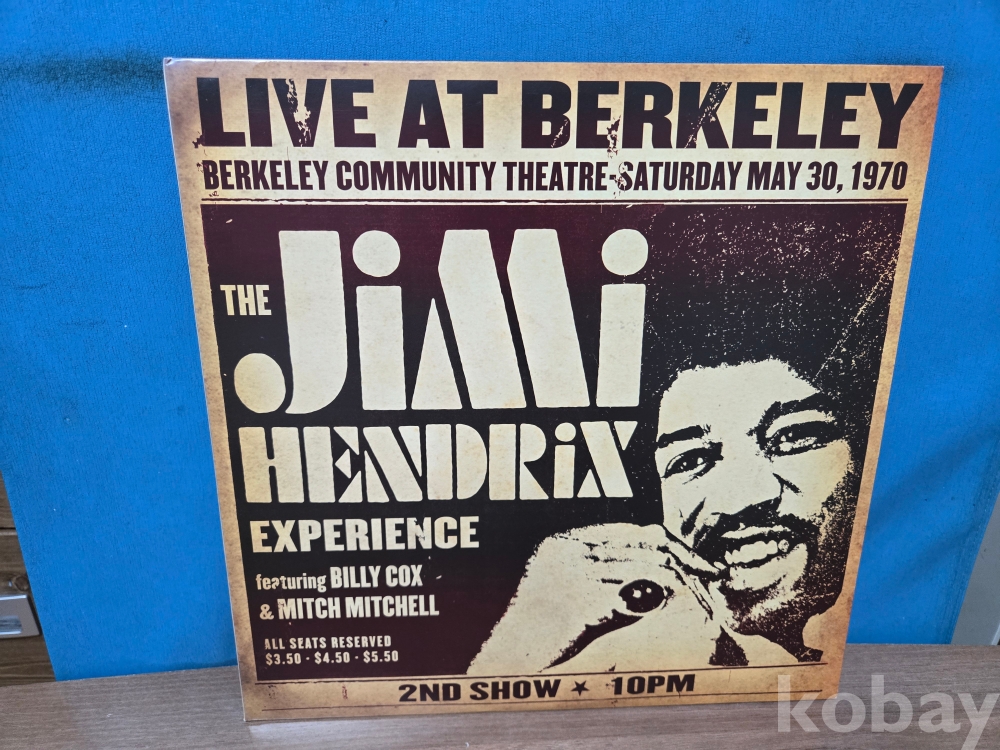 LIVE AT BERKELEY
BERKELEY COMMUNITY THEATRE-SATURDAY MAY 30, 1970
THE
JiMi
HENDRiX
EXPERIENCE
featuring BILLY COX
& MITCH MITCHELL
ALL SEATS RESERVED
$3.50 - $4.50 - $5.50
2ND SHOW ★ 10PM
kobay